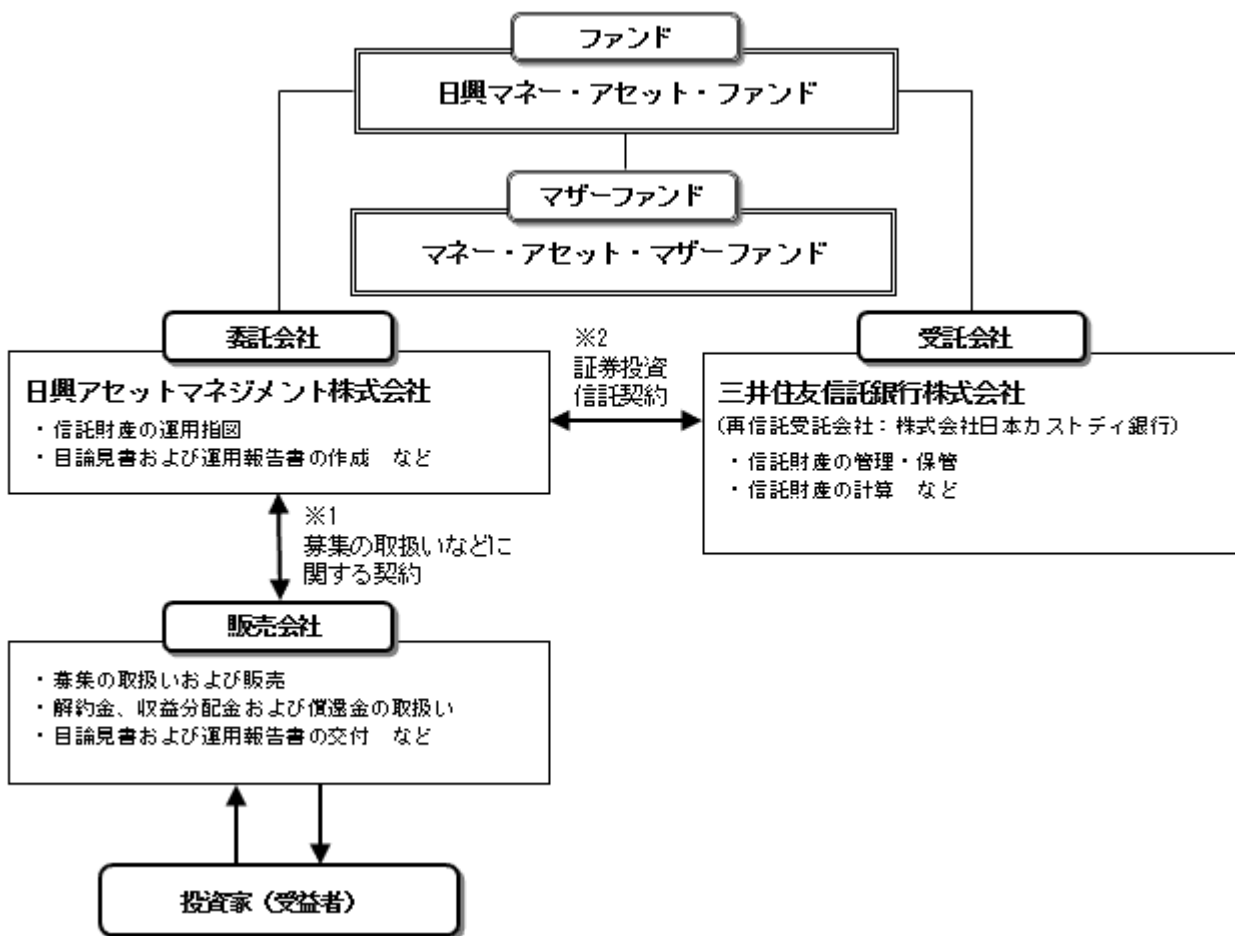 ファンド
日興マネー・アセット・ファンド
マザーファンド
マネー・アセット・マザーファンド
委託会社
日興アセットマネジメント株式会社
・信託財産の運用指図
・目論見書および運用報告書の作成　など
※2
証券投資
信託契約
受託会社
三井住友信託銀行株式会社
(再信託受託会社：株式会社日本カストディ銀行)
・信託財産の管理・保管
・信託財産の計算　など
※1
募集の取扱いなどに
関する契約
販売会社
・募集の取扱いおよび販売
・解約金、収益分配金および償還金の取扱い
・目論見書および運用報告書の交付　など
投資家（受益者）